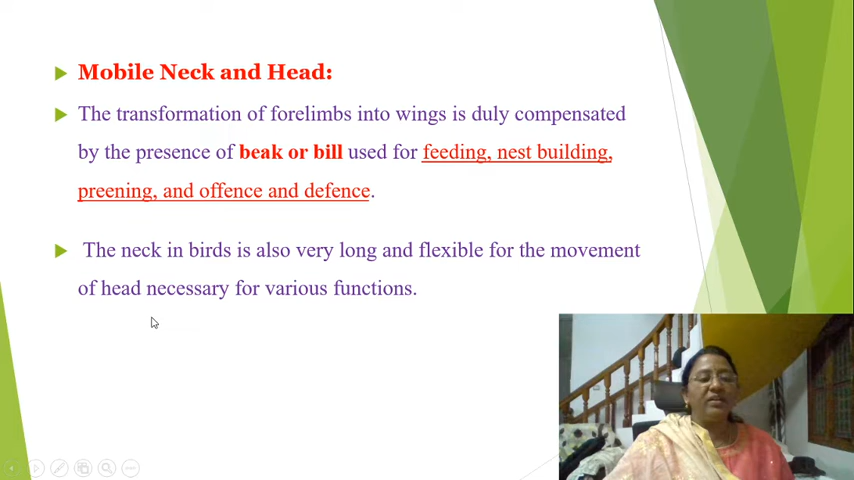 Mobile Neck and Head:
The transformation of forelimbs into wings is duly compensated
by the presence of beak or bill used for feeding, nest building,
preening, and offence and defence.
The neck in birds is also very long and flexible for the movement
of head necessary for various functions.